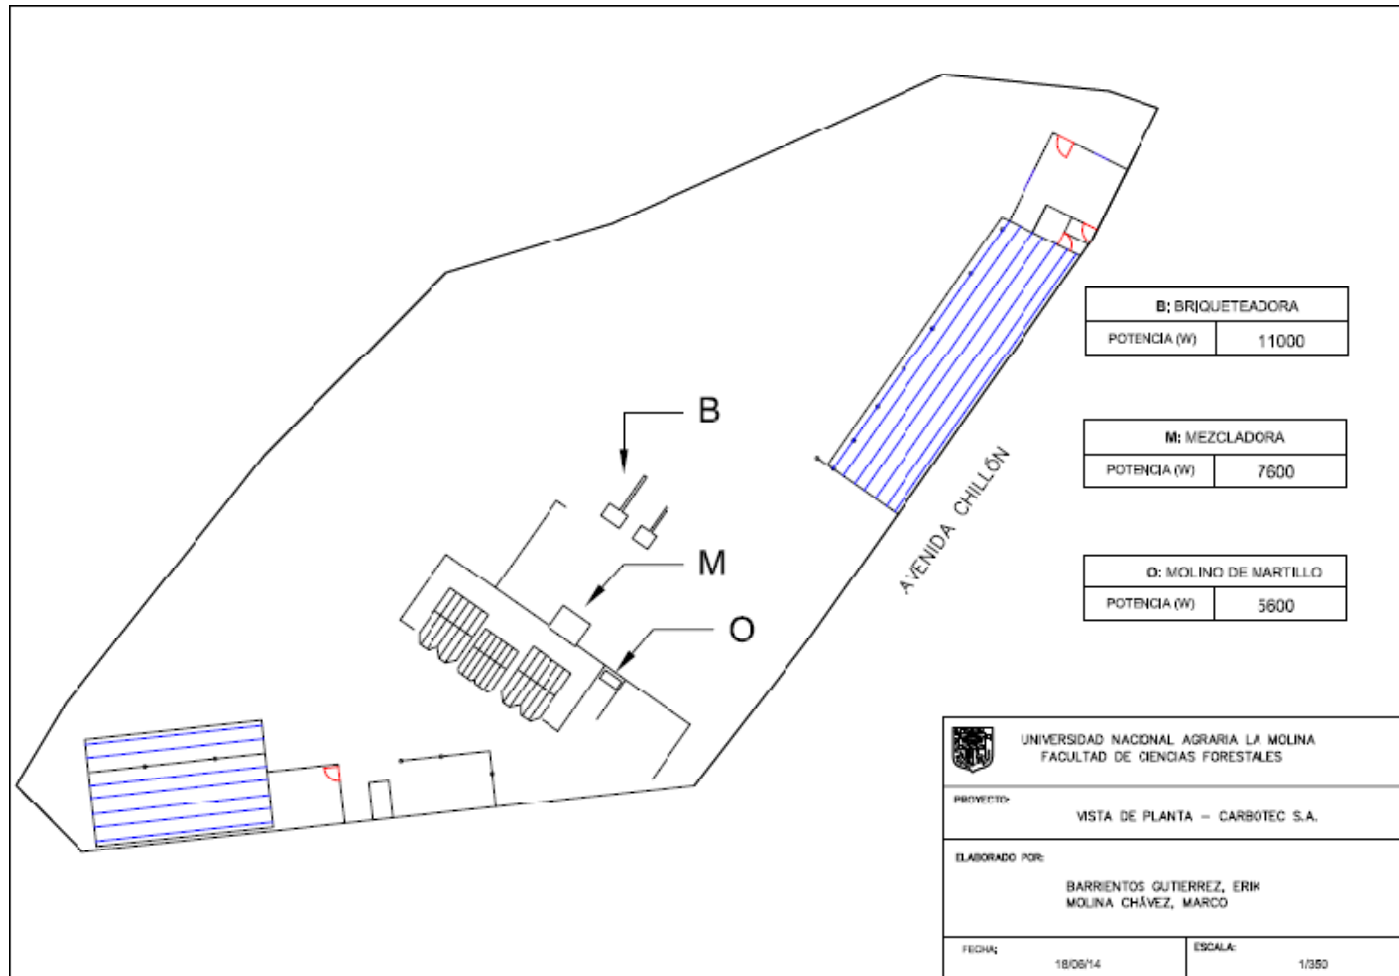 B: BRIQUETEADORA
POTENCIA (W) 11000
B
M: MEZCLADORA
POTENCIA (W) 7600
AVENIDA CHILLÓN
M
O: MOLINO DE MARTILLO
POTENCIA (W) 5600
O
UNIVERSIDAD NACIONAL AGRARIA LA MOLINA
FACULTAD DE CIENCIAS FORESTALES
PROYECTO:
VISTA DE PLANTA – CARBOTEC S.A.
ELABORADO POR:
BARRIENTOS GUTIERREZ, ERIK
MOLINA CHÁVEZ, MARCO
FECHA: ESCALA:
18/06/14 1/350